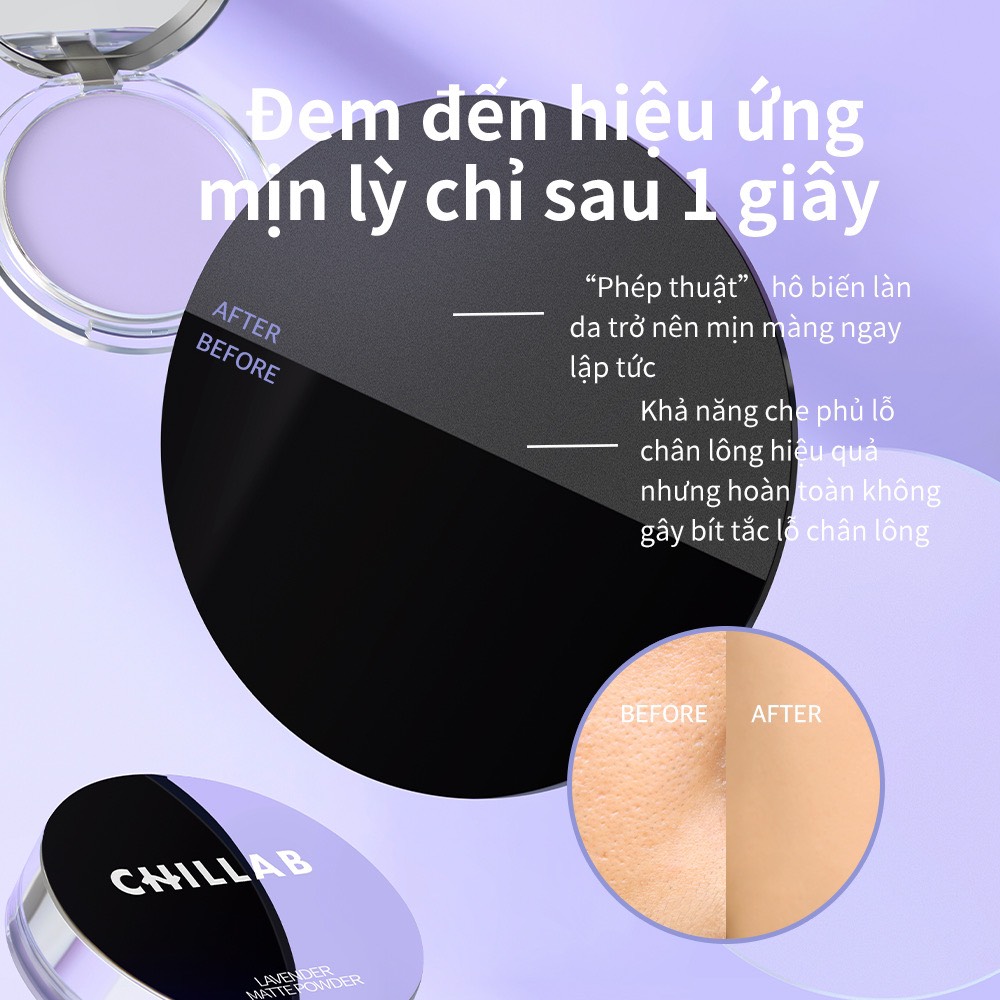 Đem đến hiệu ứng
mịn lỳ chỉ sau 1 giây
“Phép thuật” hô biến làn
da trở nên mịn màng ngay
lập tức
AFTER
BEFORE
Khả năng che phủ lỗ
chân lông hiệu quả
nhưng hoàn toàn không
gây bít tắc lỗ chân lông
BEFORE AFTER
CHILLAB
LAVENDER
MATTE POWDER